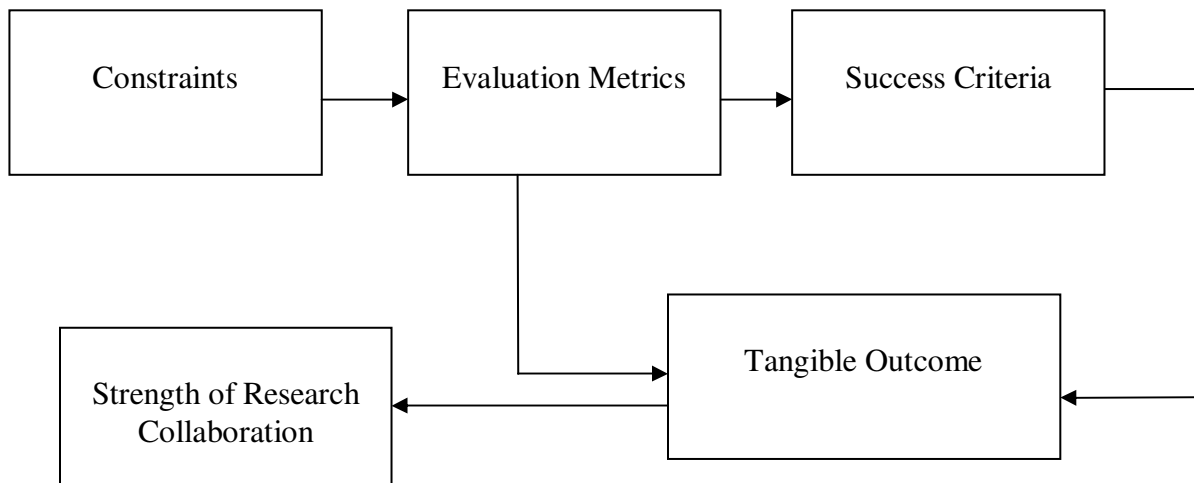 Constraints
Evaluation Metrics
Success Criteria
Tangible Outcome
Strength of Research
Collaboration